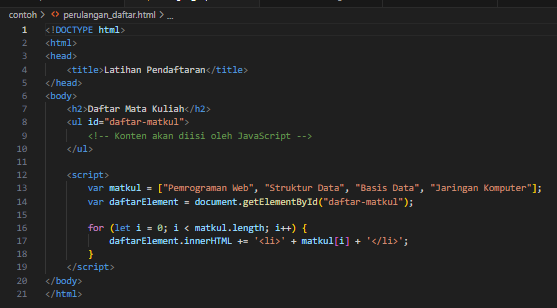 contoh > <> perulangan_daftar.html > ...
1 <!DOCTYPE html>
2 <html>
3 <head>
4     <title>Latihan Pendaftaran</title>
5 </head>
6 <body>
7     <h2>Daftar Mata Kuliah</h2>
8     <ul id="daftar-matkul">
9         <!-- Konten akan diisi oleh JavaScript -->
10     </ul>
11
12     <script>
13         var matkul = ["Pemrograman Web", "Struktur Data", "Basis Data", "Jaringan Komputer"];
14         var daftarElement = document.getElementById("daftar-matkul");
15
16         for (let i = 0; i < matkul.length; i++) {
17             daftarElement.innerHTML += '<li>' + matkul[i] + '</li>';
18         }
19     </script>
20 </body>
21 </html>